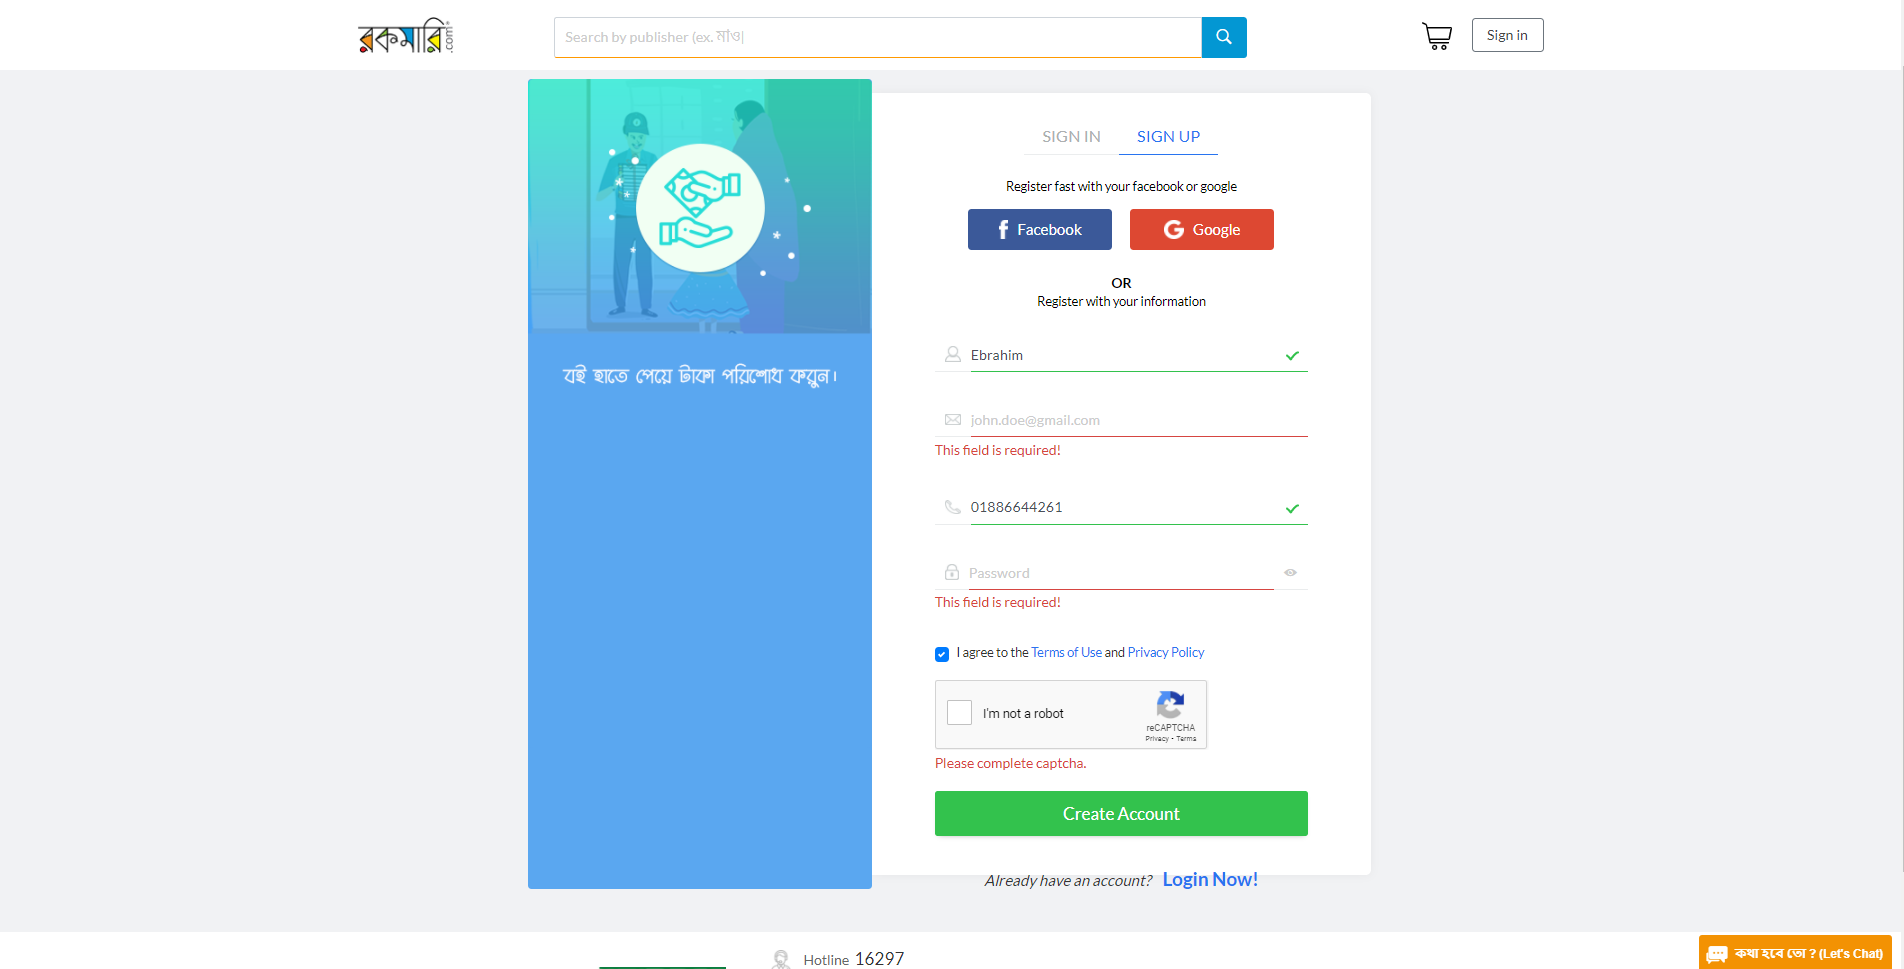 রকমারি.com
Search by publisher (ex. মাও
Sign in
SIGN IN SIGN UP
Register fast with your facebook or google
Facebook Google
OR
Register with your information
Ebrahim
john.doe@gmail.com
This field is required!
01886644261
Password
This field is required!
I agree to the Terms of Use and Privacy Policy
I'm not a robot
reCAPTCHA
Privacy - Terms
Please complete captcha.
Create Account
Already have an account? Login Now!
বই হাতে পেয়ে টাকা পরিশোধ করুন।
Hotline 16297
কথা হবে তো ? (Let's Chat)